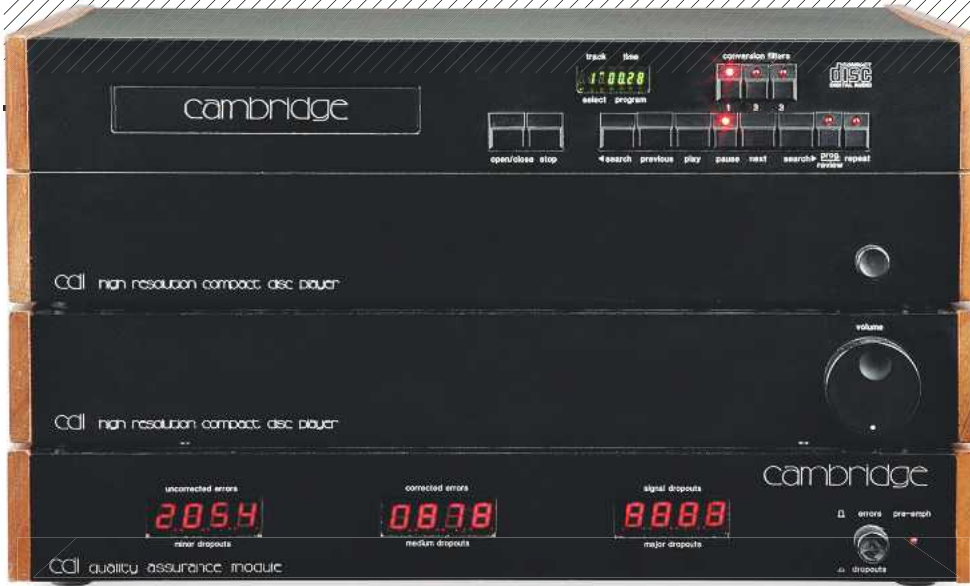 track time
conversion filters
1 00.28
COMPACT
disc
DIGITAL AUDIO
select program
1 2 3
cambridge
open/close stop
search previous play pause next search prog repeat
review
cd1 high resolution compact disc player
volume
cd1 high resolution compact disc player
cambridge
uncorrected errors
corrected errors
signal dropouts
errors pre-emph
2054
0878
8888
minor dropouts
medium dropouts
major dropouts
dropouts
cd1 quality assurance module